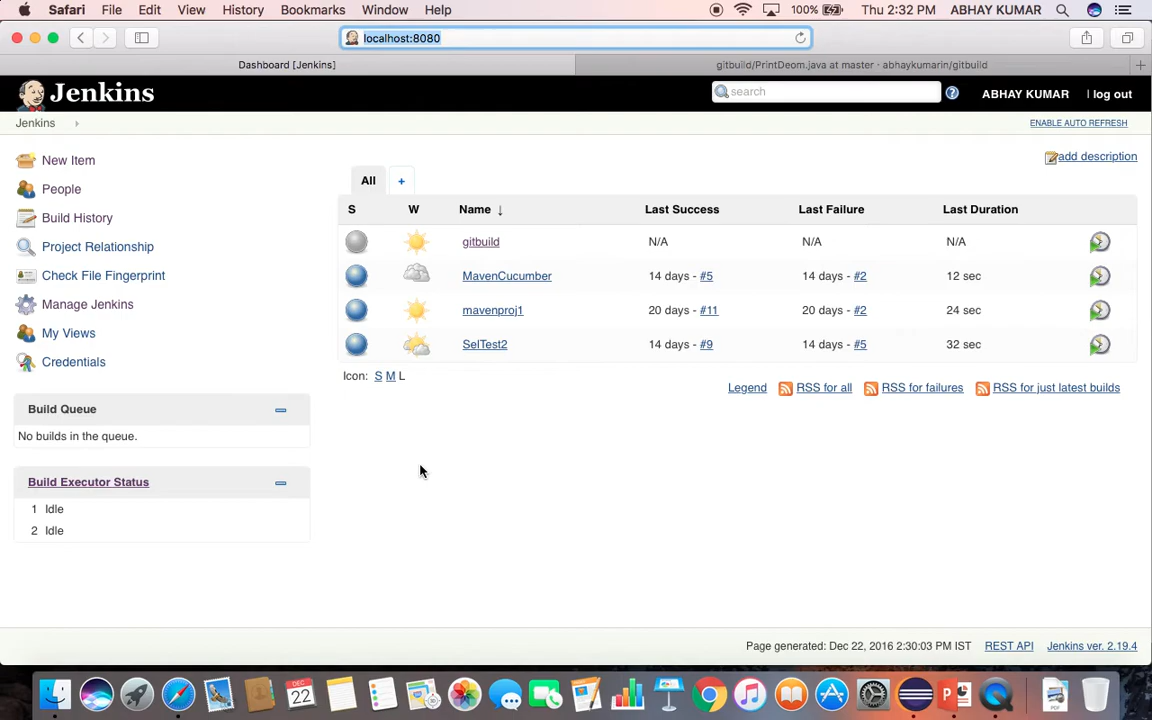 Safari File Edit View History Bookmarks Window Help 100% Thu 2:32 PM ABHAY KUMAR
localhost:8080
Dashboard [Jenkins] gitbuild/PrintDeom.java at master · abhaykumarin/gitbuild
Jenkins search ABHAY KUMAR | log out
Jenkins ENABLE AUTO REFRESH
add description
New Item
People
Build History
Project Relationship
Check File Fingerprint
Manage Jenkins
My Views
Credentials
Build Queue
No builds in the queue.
Build Executor Status
1 Idle
2 Idle
All +
S W Name ↓ Last Success Last Failure Last Duration
gitbuild N/A N/A N/A
MavenCucumber 14 days - #5 14 days - #2 12 sec
mavenproj1 20 days - #11 20 days - #2 24 sec
SelTest2 14 days - #9 14 days - #5 32 sec
Icon: S M L
Legend RSS for all RSS for failures RSS for just latest builds
Page generated: Dec 22, 2016 2:30:03 PM IST REST API Jenkins ver. 2.19.4
DEC
22
PDF